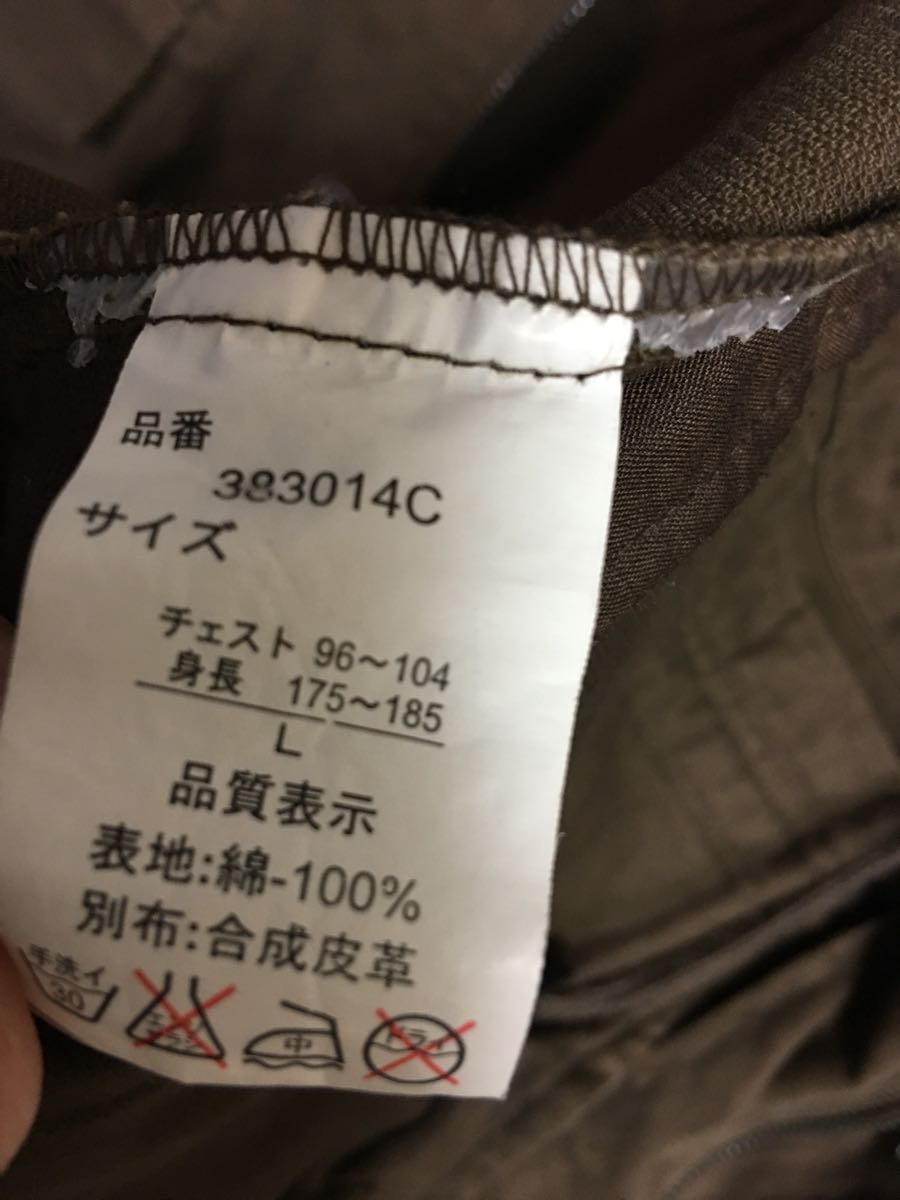 品番
383014C
サイズ
チェスト 96～104
身長 175～185
L
品質表示
表地:綿-100%
別布:合成皮革
手洗イ
30
中
ドライ